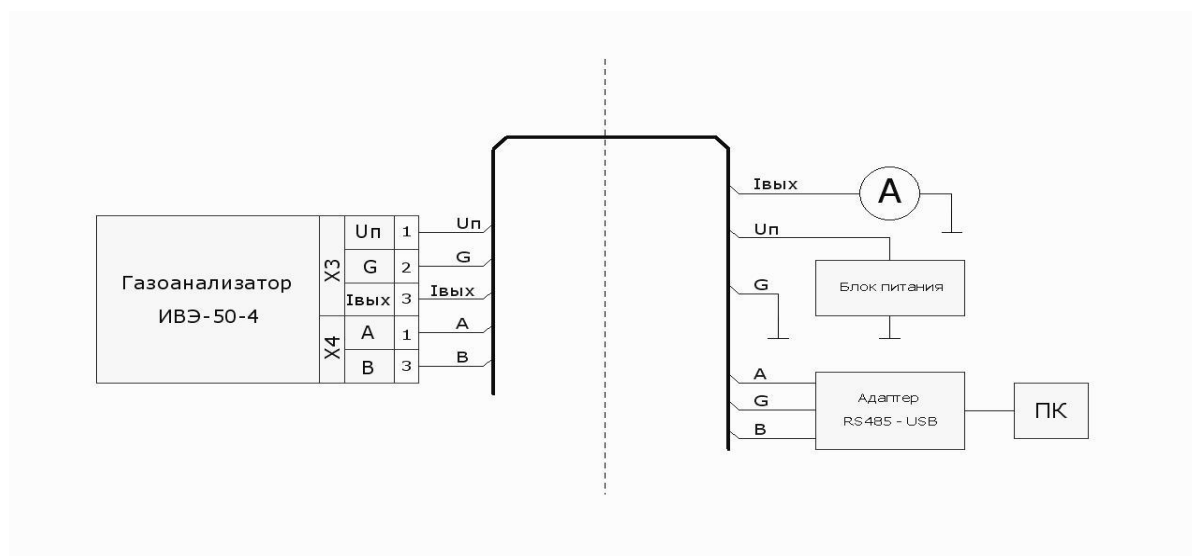 Газоанализатор
ИВЭ-50-4
X3
Uп 1
G 2
Iвых 3
X4
A 1
B 3
Uп
G
Iвых
A
B
Iвых
A
Uп
Блок питания
G
A
G
B
Адаптер
RS485 - USB
ПК